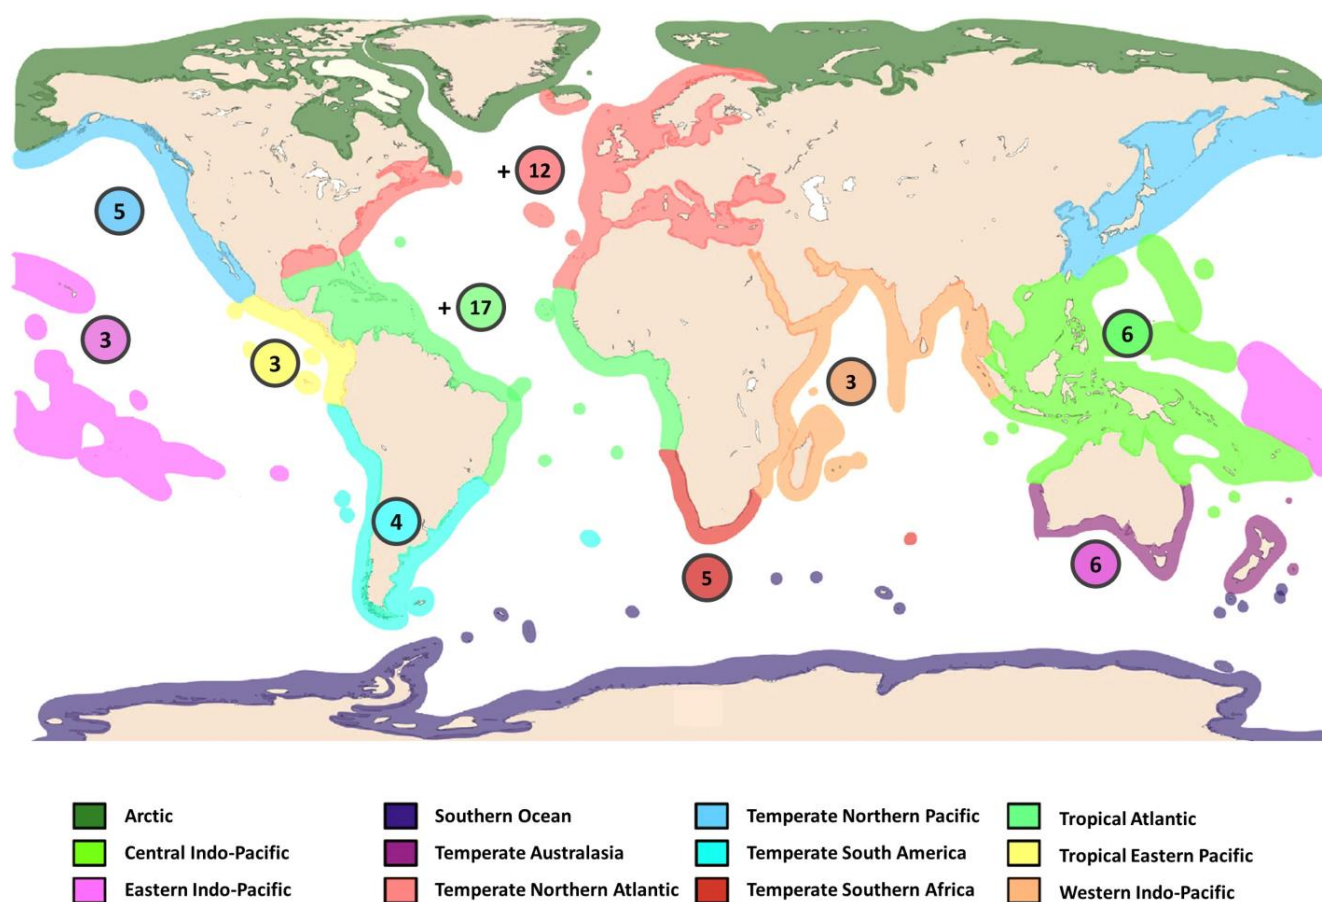 + 12
5
+ 17
3
6
3
3
4
5
6
Arctic
Southern Ocean
Temperate Northern Pacific
Tropical Atlantic
Central Indo-Pacific
Temperate Australasia
Temperate South America
Tropical Eastern Pacific
Eastern Indo-Pacific
Temperate Northern Atlantic
Temperate Southern Africa
Western Indo-Pacific